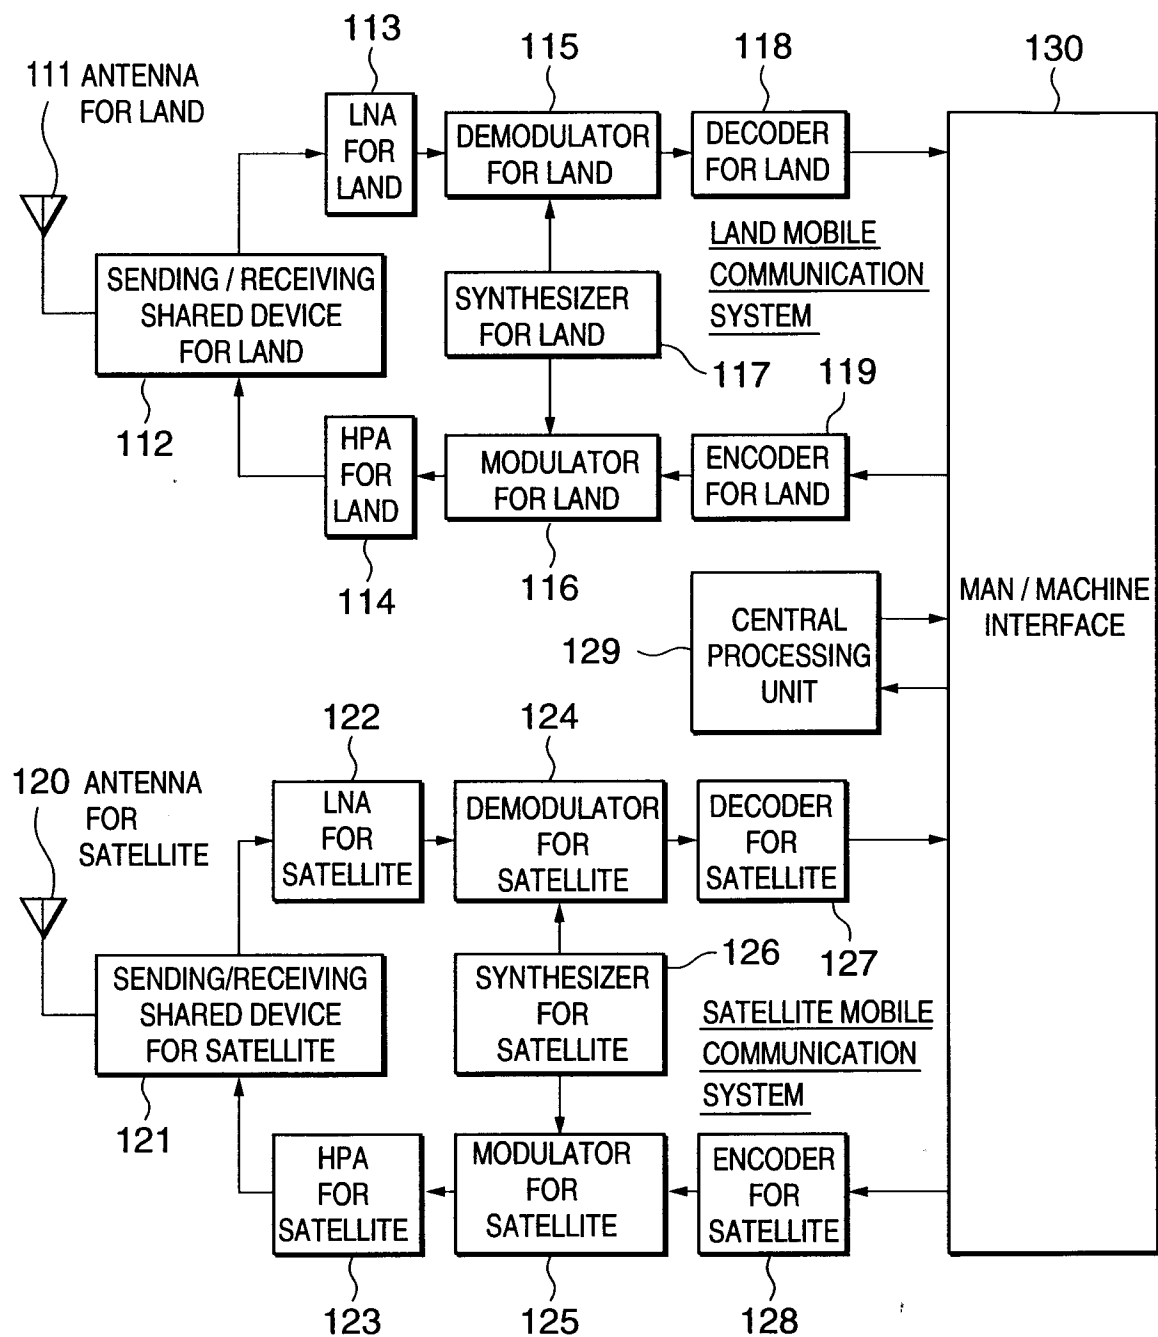 113
115
118
130
111 ANTENNA
FOR LAND
LNA
FOR
LAND
DEMODULATOR
FOR LAND
DECODER
FOR LAND
LAND MOBILE
COMMUNICATION
SYSTEM
SENDING / RECEIVING
SHARED DEVICE
FOR LAND
SYNTHESIZER
FOR LAND
117
119
112
HPA
FOR
LAND
MODULATOR
FOR LAND
ENCODER
FOR LAND
114
116
129
CENTRAL
PROCESSING
UNIT
MAN / MACHINE
INTERFACE
122
124
120 ANTENNA
FOR
SATELLITE
LNA
FOR
SATELLITE
DEMODULATOR
FOR
SATELLITE
DECODER
FOR
SATELLITE
126
127
SENDING/RECEIVING
SHARED DEVICE
FOR SATELLITE
SYNTHESIZER
FOR
SATELLITE
SATELLITE MOBILE
COMMUNICATION
SYSTEM
121
HPA
FOR
SATELLITE
MODULATOR
FOR
SATELLITE
ENCODER
FOR
SATELLITE
123
125
128